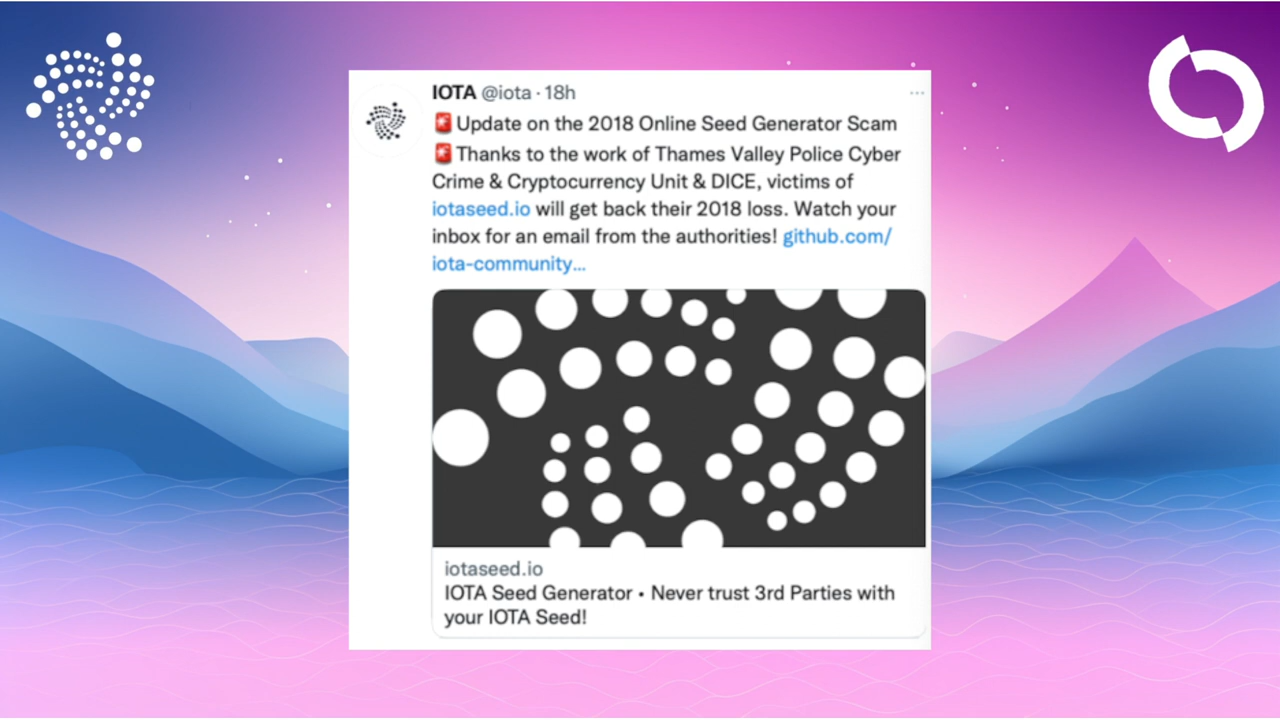 IOTA @iota · 18h
🚨Update on the 2018 Online Seed Generator Scam
🚨Thanks to the work of Thames Valley Police Cyber
Crime & Cryptocurrency Unit & DICE, victims of
iotaseed.io will get back their 2018 loss. Watch your
inbox for an email from the authorities! github.com/
iota-community...
iotaseed.io
IOTA Seed Generator • Never trust 3rd Parties with
your IOTA Seed!